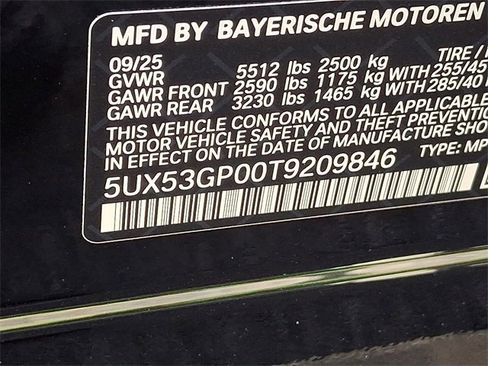 MFD BY BAYERISCHE MOTOREN
09/25 TIRE /
GVWR 5512 lbs 2500 kg
GAWR FRONT 2590 lbs 1175 kg WITH 255/45
GAWR REAR 3230 lbs 1465 kg WITH 285/40
THIS VEHICLE CONFORMS TO ALL APPLICABLE
MOTOR VEHICLE SAFETY AND THEFT PREVENTIO
IN EFFECT ON THE DATE OF MANUFACTURE SHO
5UX53GP00T9209846 TYPE: MP